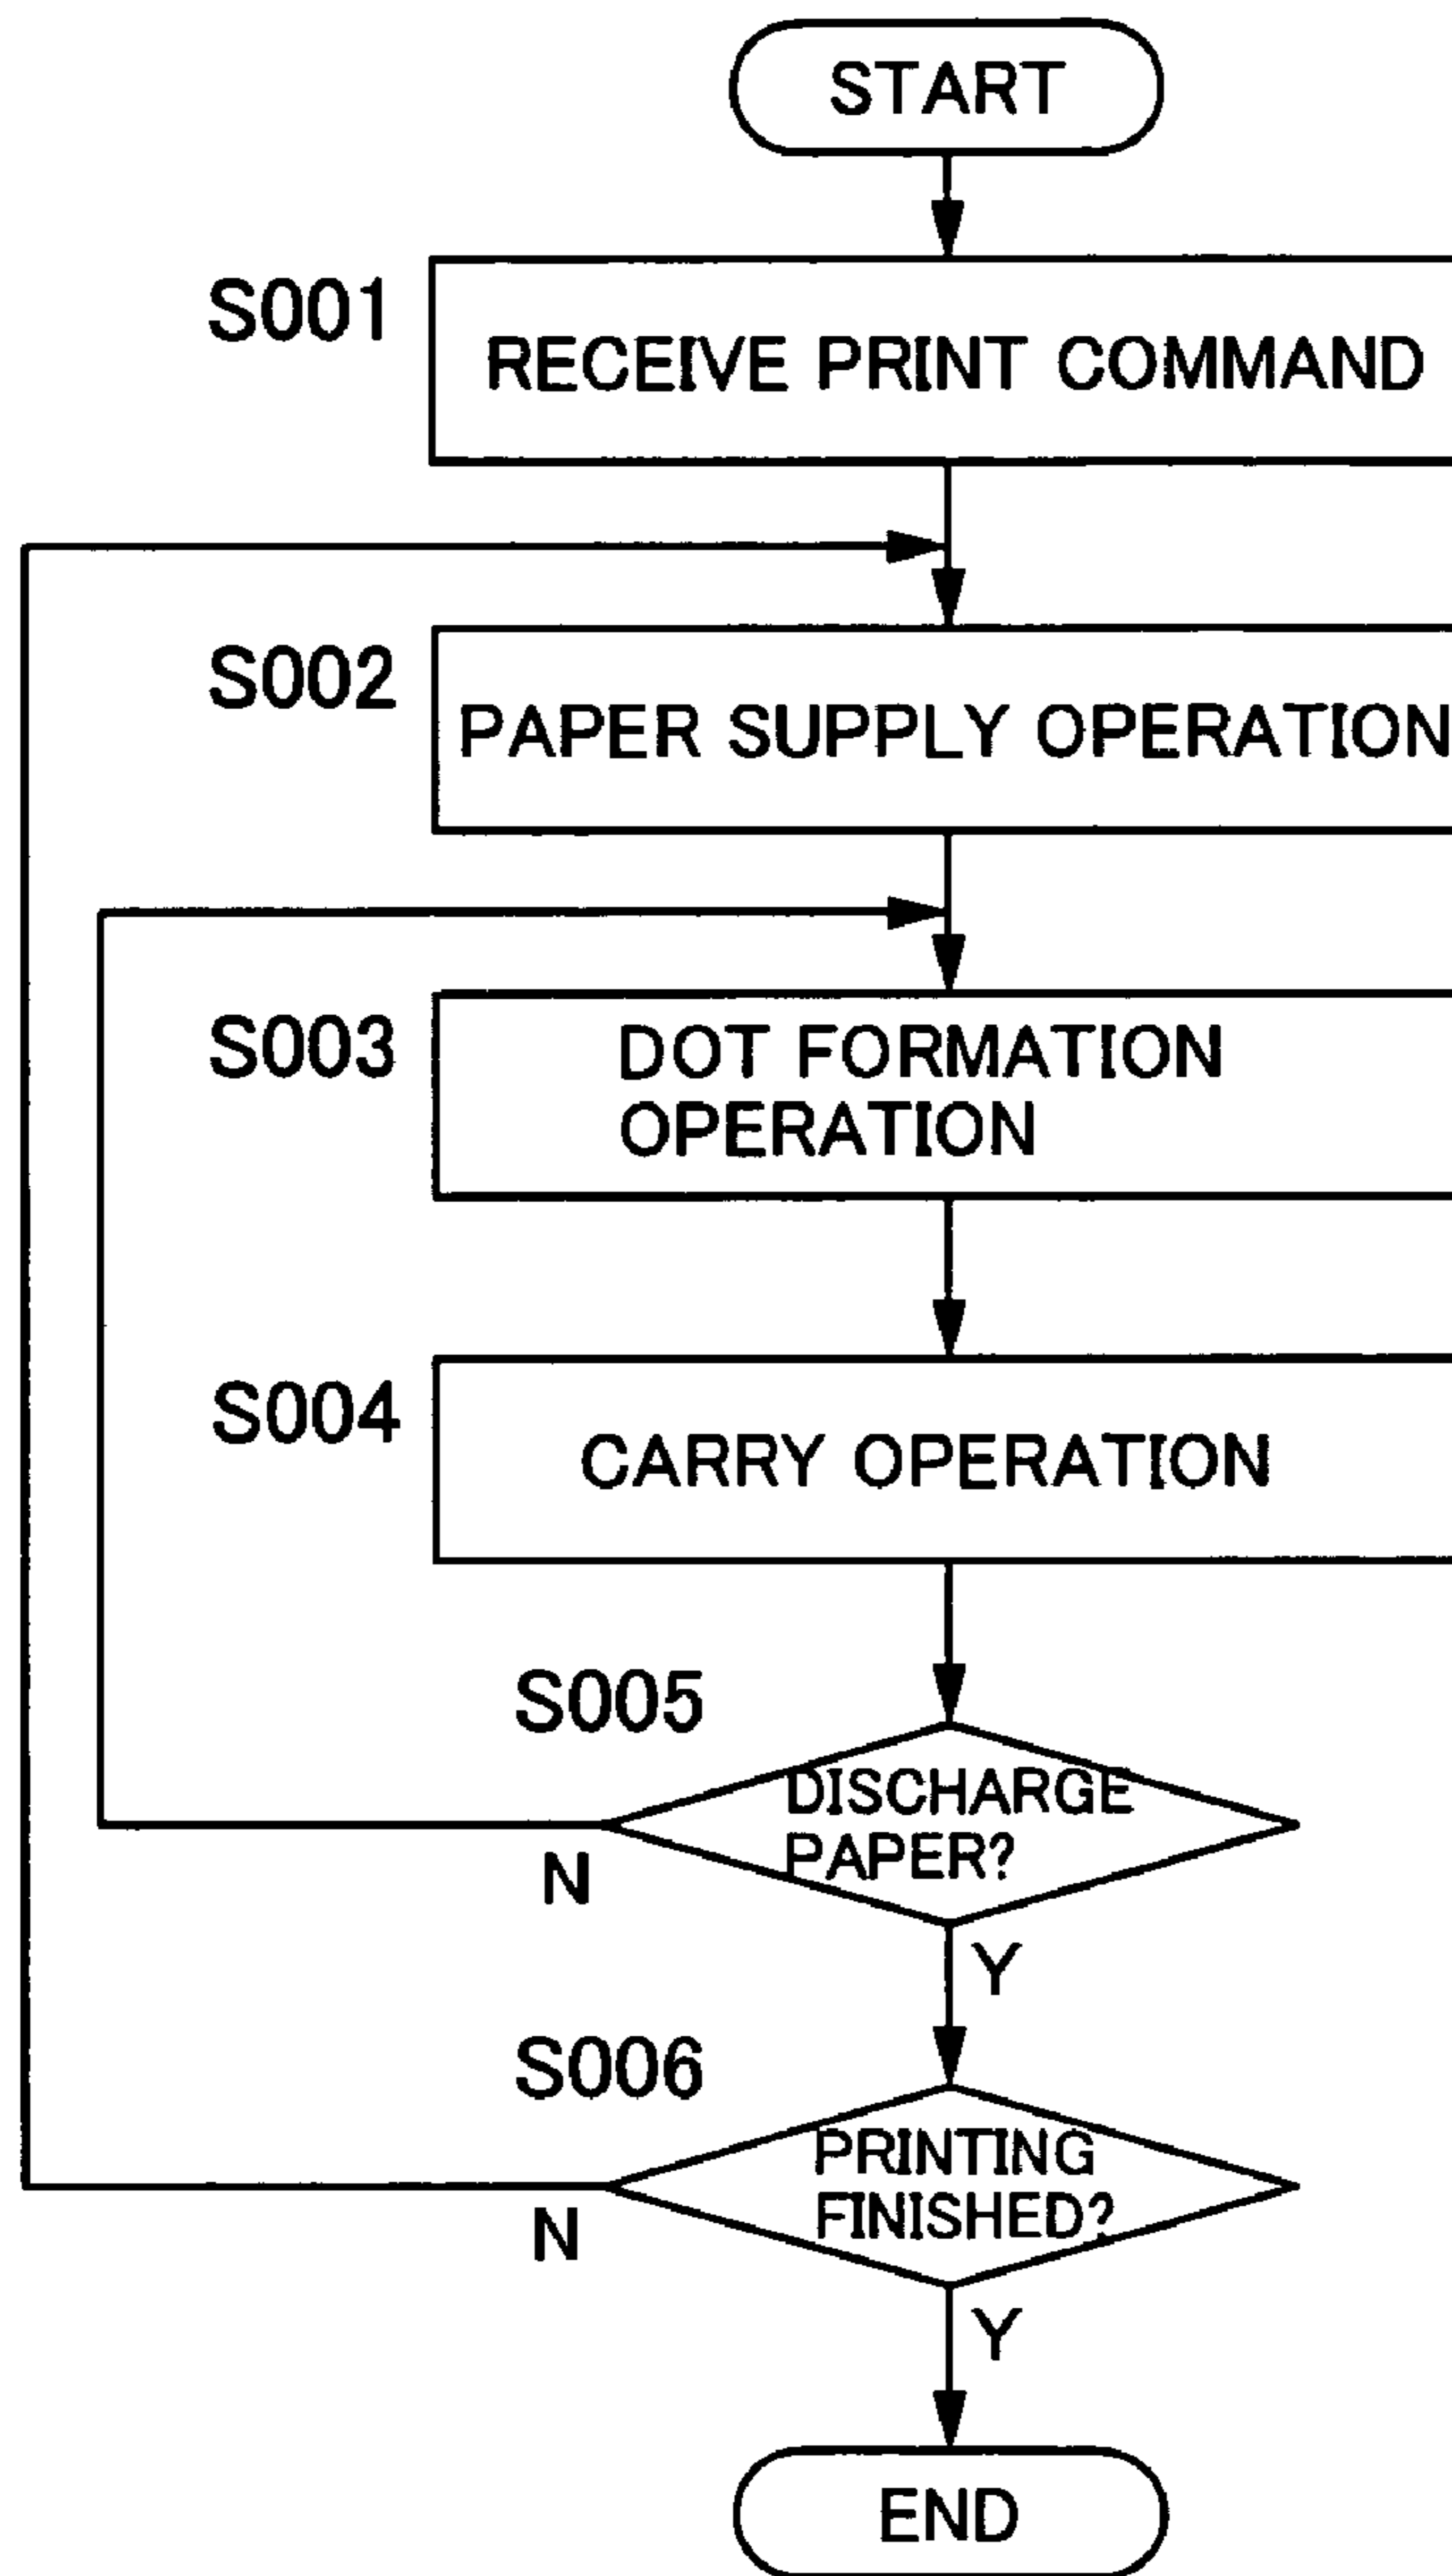 START
S001
RECEIVE PRINT COMMAND
S002
PAPER SUPPLY OPERATION
S003
DOT FORMATION
OPERATION
S004
CARRY OPERATION
S005
DISCHARGE
PAPER?
N
Y
S006
PRINTING
FINISHED?
N
Y
END